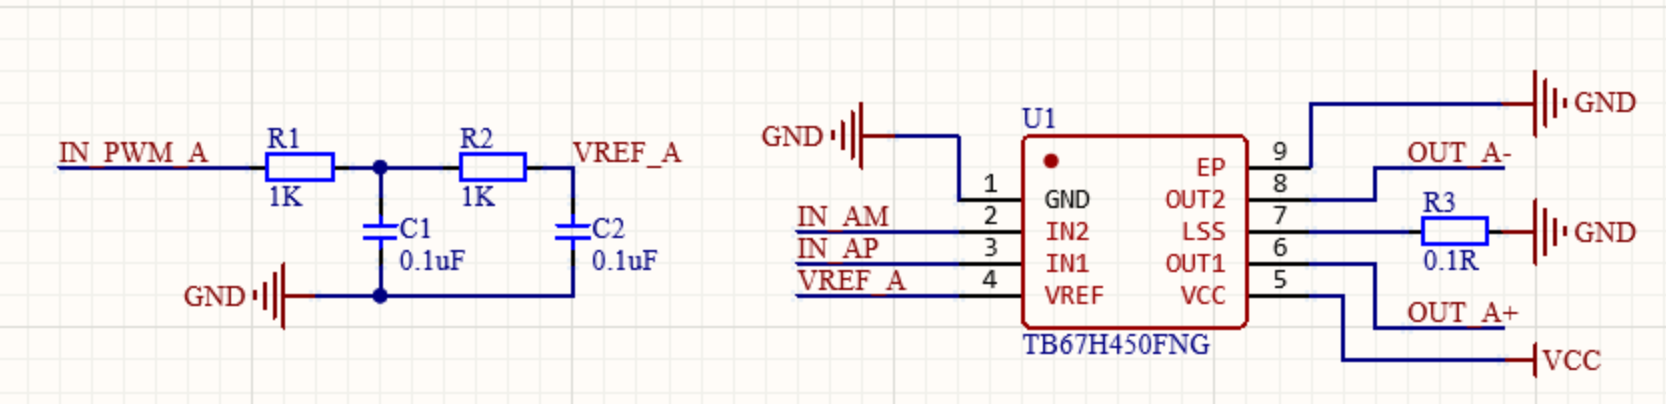 IN_PWM_A
R1
1K
R2
1K
VREF_A
C1
0.1uF
C2
0.1uF
GND
GND
IN_AM
IN_AP
VREF_A
U1
1
2
3
4
GND
IN2
IN1
VREF
EP
OUT2
LSS
OUT1
VCC
9
8
7
6
5
TB67H450FNG
GND
OUT_A-
R3
0.1R
GND
OUT_A+
VCC